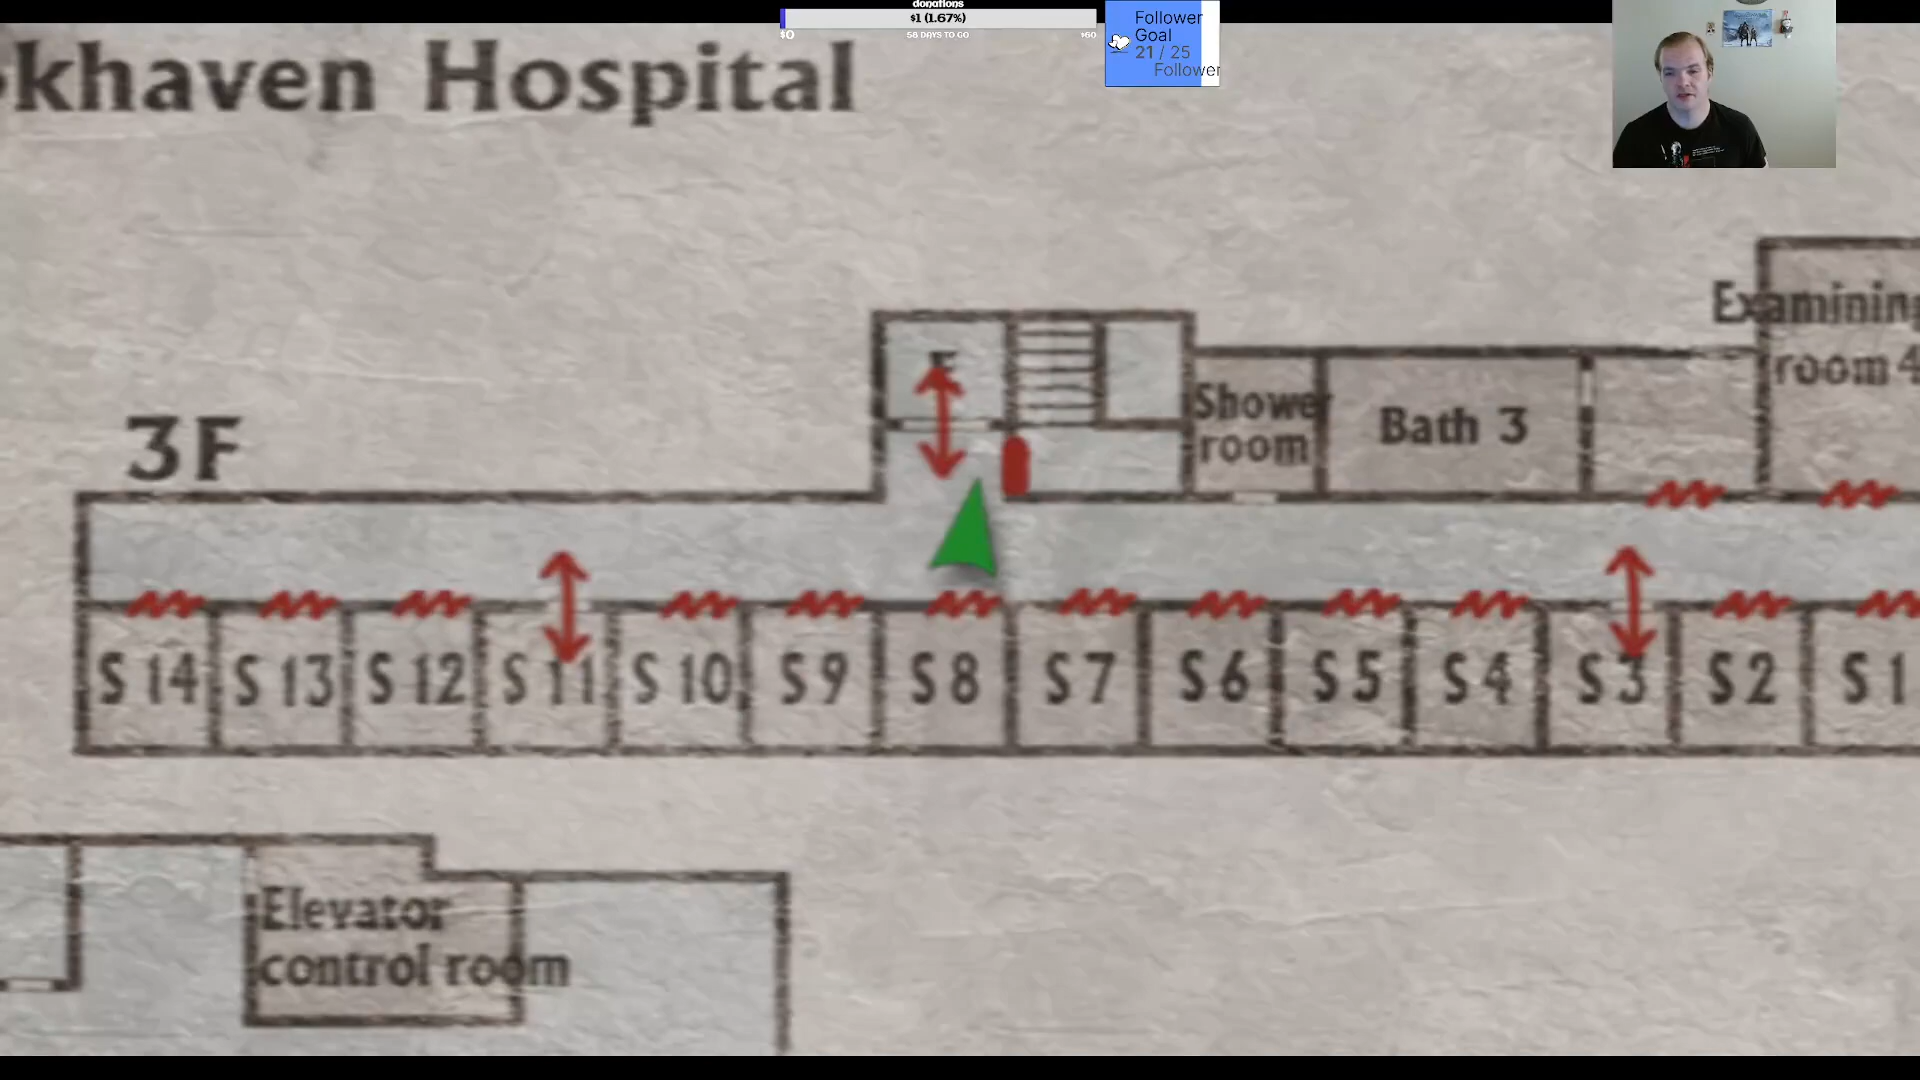 donations
$1 (1.67%)
$0
58 DAYS TO GO
$60
Follower
Goal
21 / 25
Follower
khaven Hospital
Examining
room 4
Shower
room
Bath 3
3F
S 14
S 13
S 12
S 11
S 10
S 9
S 8
S 7
S 6
S 5
S 4
S 3
S 2
S 1
Elevator
control room